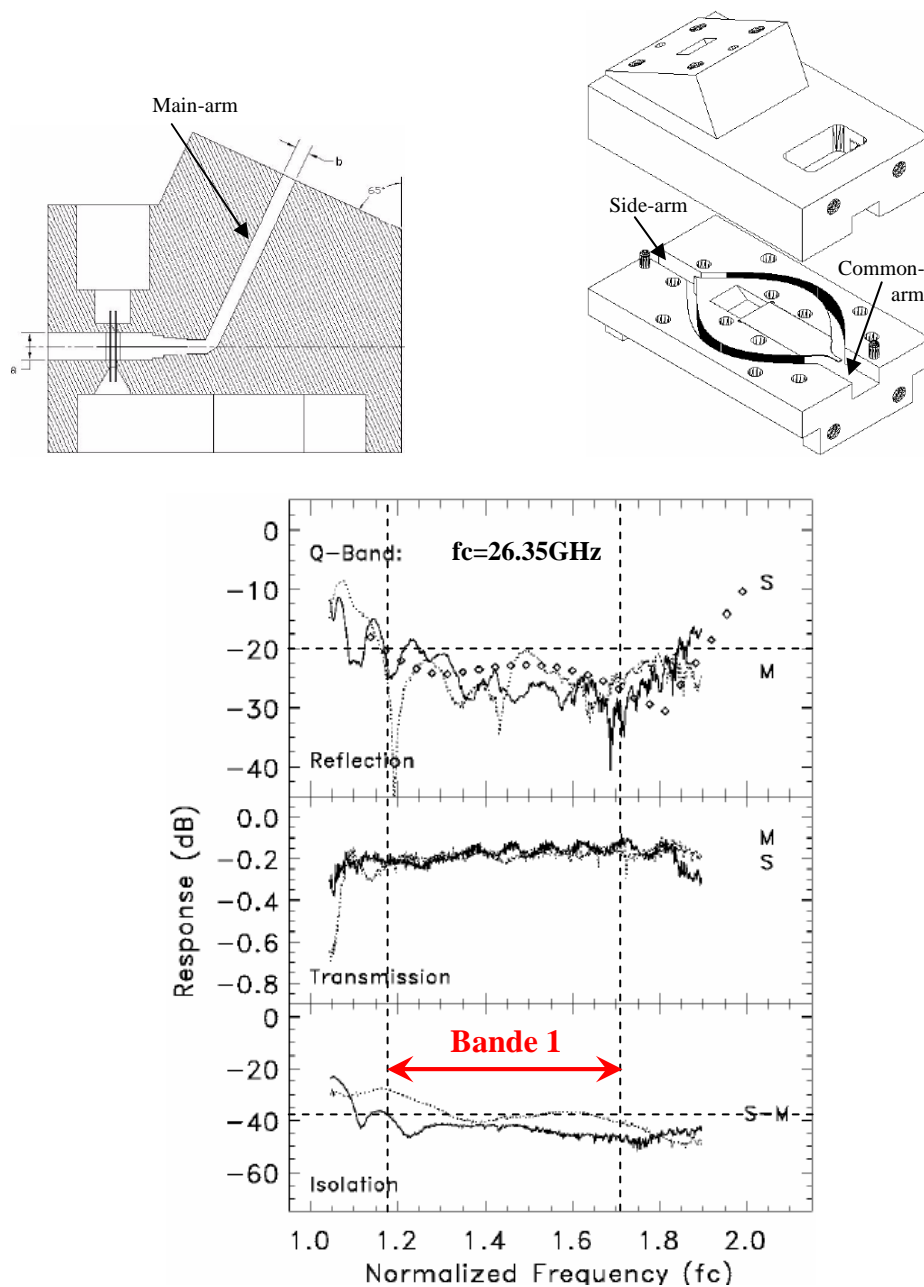 Main-arm
b
65°
a
Side-arm
Common-
arm
0
Q-Band:
fc=26.35GHz
S
-10
-20
M
-30
-40
Reflection
Response (dB)
0.0
M
-0.2
S
-0.4
-0.6
-0.8
Transmission
0
Bande 1
-20
-40
S-M
-60
Isolation
1.0 1.2 1.4 1.6 1.8 2.0
Normalized Frequency (fc)